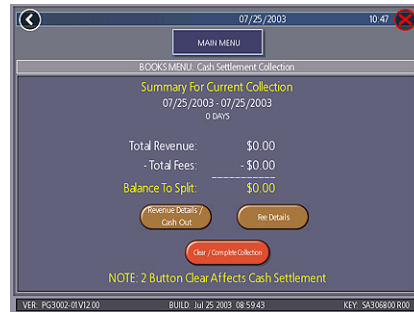 07/25/2003 10:47
MAIN MENU
BOOKS MENU: Cash Settlement Collection
Summary For Current Collection
07/25/2003 - 07/25/2003
0 DAYS
Total Revenue: $0.00
- Total Fees: - $0.00
Balance To Split: $0.00
Revenue Details /
Cash Out
Fee Details
Clear / Complete Collection
NOTE: 2 Button Clear Affects Cash Settlement
VER: PG3002-01V12.00 BUILD: Jul 25 2003 08:59:43 KEY: SA306800 R00